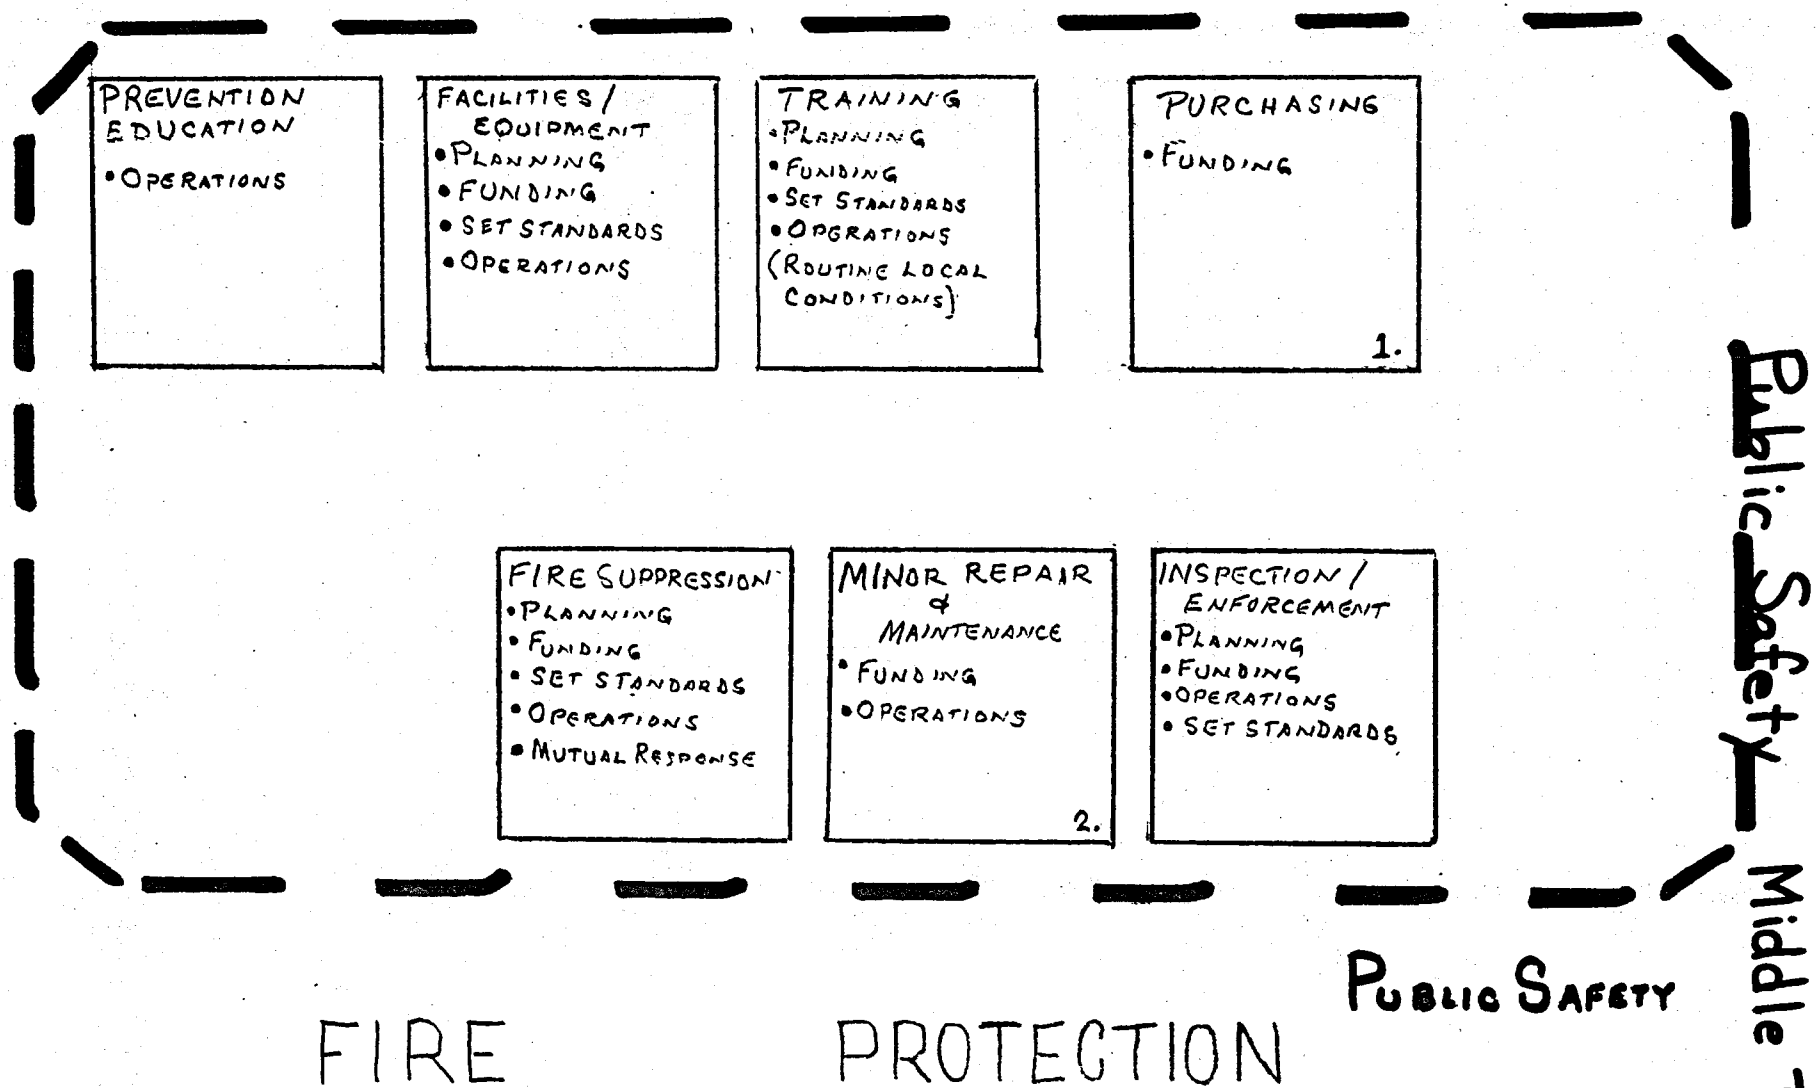 PREVENTION
EDUCATION
• OPERATIONS
FACILITIES /
EQUIPMENT
• PLANNING
• FUNDING
• SET STANDARDS
• OPERATIONS
TRAINING
• PLANNING
• FUNDING
• SET STANDARDS
• OPERATIONS
(ROUTINE LOCAL
CONDITIONS)
PURCHASING
• FUNDING
1.
FIRE SUPPRESSION
• PLANNING
• FUNDING
• SET STANDARDS
• OPERATIONS
• MUTUAL RESPONSE
MINOR REPAIR
&
MAINTENANCE
• FUNDING
• OPERATIONS
2.
INSPECTION /
ENFORCEMENT
• PLANNING
• FUNDING
• OPERATIONS
• SET STANDARDS
Public Safety Middle
PUBLIC SAFETY
FIRE PROTECTION